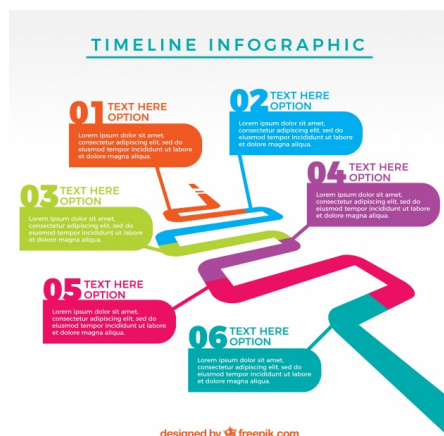 TIMELINE INFOGRAPHIC
01 TEXT HERE
OPTION
Lorem ipsum dolor sit amet,
consectetur adipiscing elit, sed do
eiusmod tempor incididunt ut labore
et dolore magna aliqua.
02 TEXT HERE
OPTION
Lorem ipsum dolor sit amet,
consectetur adipiscing elit, sed do
eiusmod tempor incididunt ut labore
et dolore magna aliqua.
03 TEXT HERE
OPTION
Lorem ipsum dolor sit amet,
consectetur adipiscing elit, sed do
eiusmod tempor incididunt ut labore
et dolore magna aliqua.
04 TEXT HERE
OPTION
Lorem ipsum dolor sit amet,
consectetur adipiscing elit, sed do
eiusmod tempor incididunt ut labore
et dolore magna aliqua.
05 TEXT HERE
OPTION
Lorem ipsum dolor sit amet,
consectetur adipiscing elit, sed do
eiusmod tempor incididunt ut labore
et dolore magna aliqua.
06 TEXT HERE
OPTION
Lorem ipsum dolor sit amet,
consectetur adipiscing elit, sed do
eiusmod tempor incididunt ut labore
et dolore magna aliqua.
designed by freepik.com